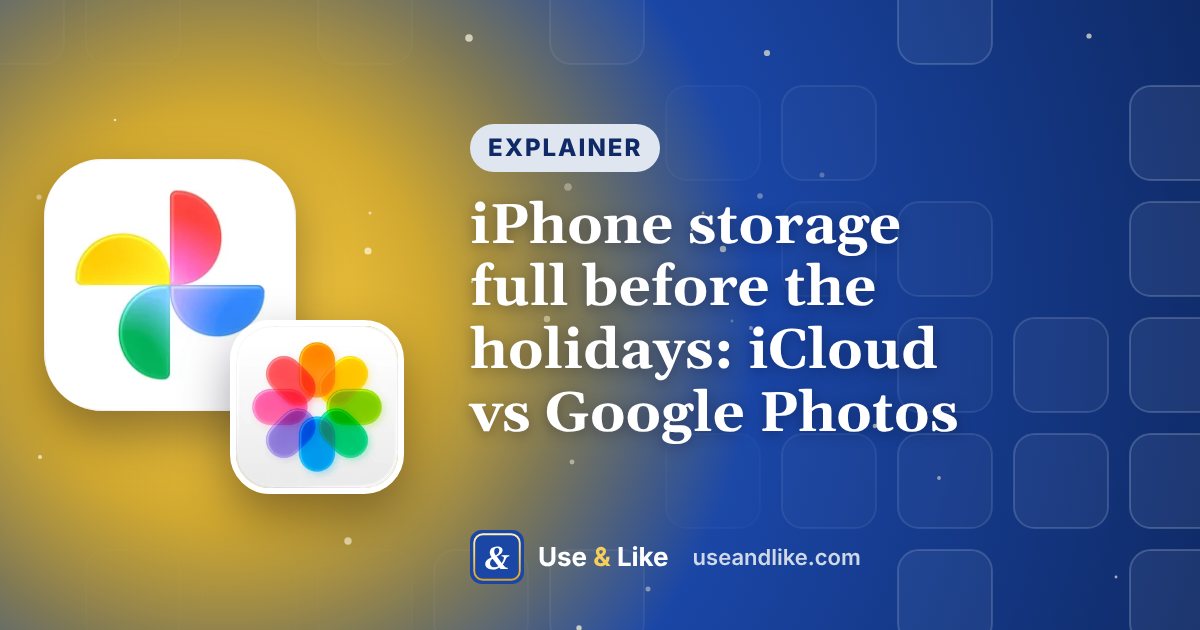 EXPLAINER
iPhone storage
full before the
holidays: iCloud
vs Google Photos
& Use & Like useandlike.com